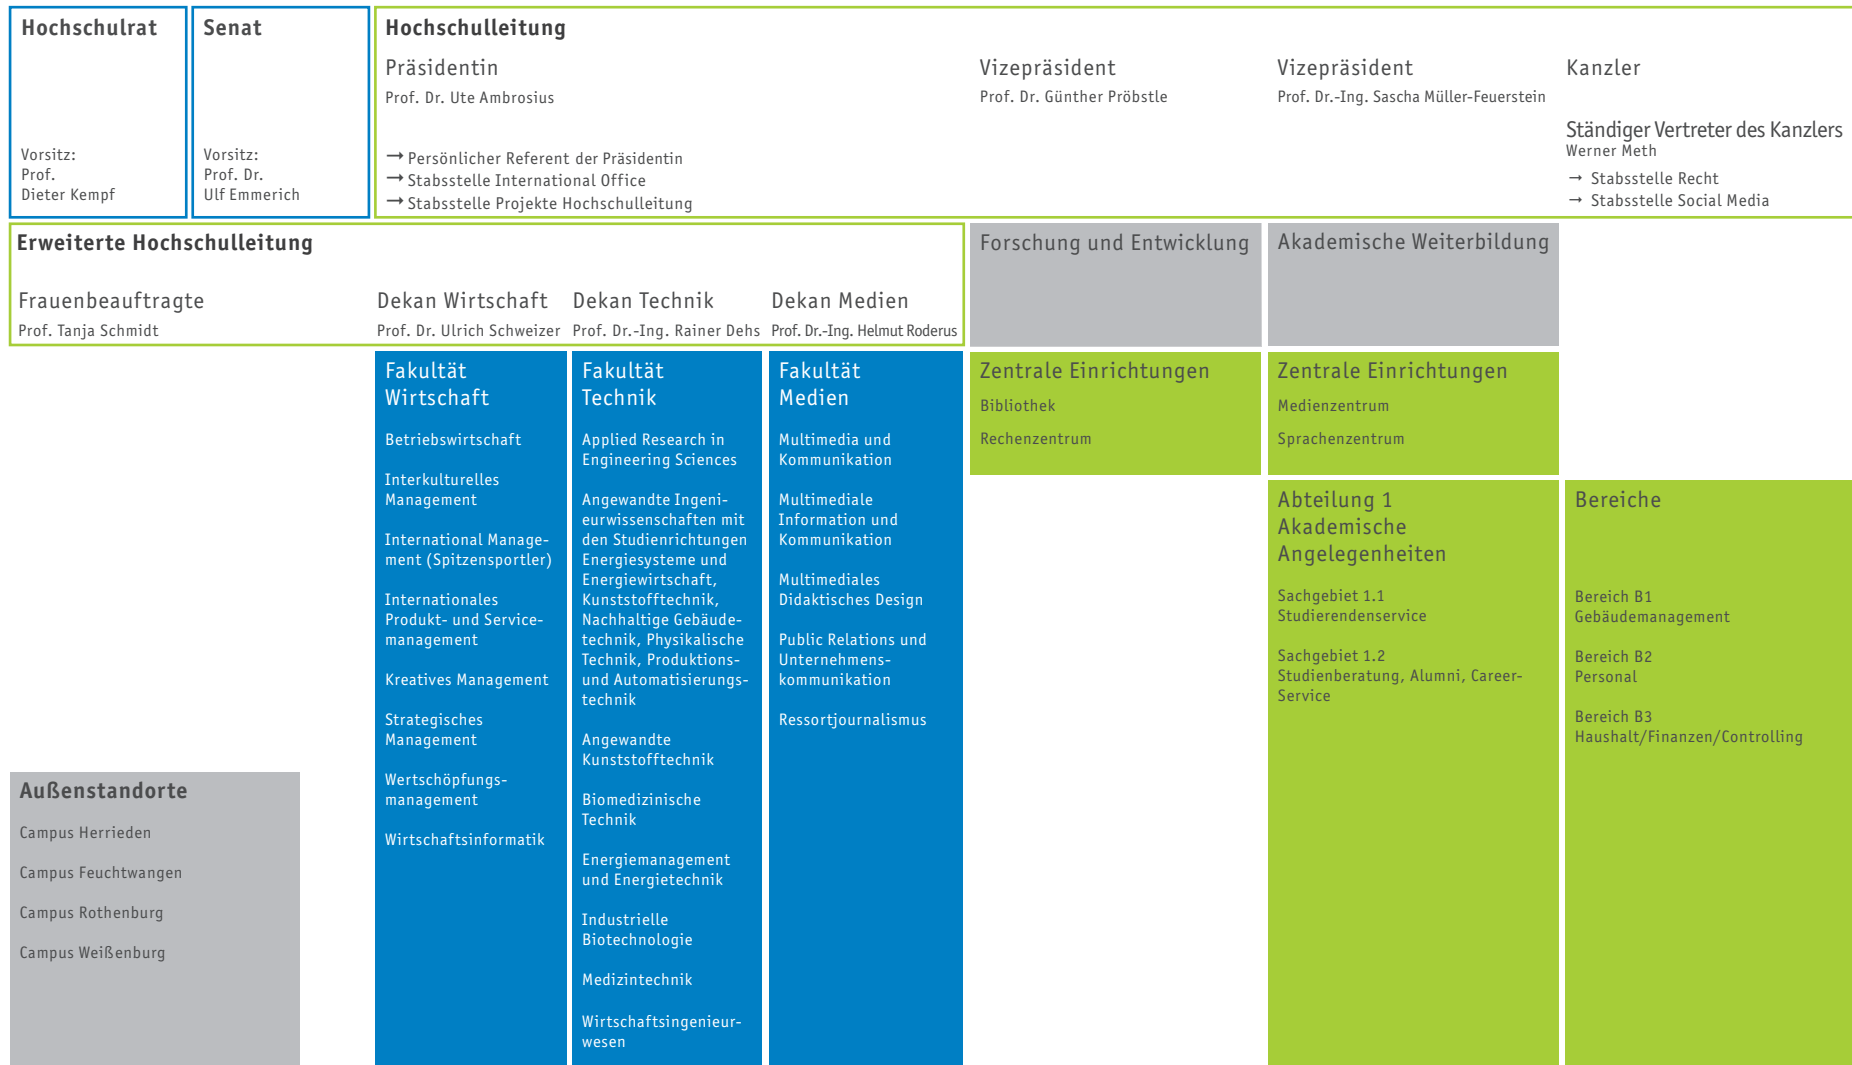 Hochschulrat
Vorsitz:
Prof.
Dieter Kempf
Senat
Vorsitz:
Prof. Dr.
Ulf Emmerich
Hochschulleitung
Präsidentin
Prof. Dr. Ute Ambrosius
→ Persönlicher Referent der Präsidentin
→ Stabsstelle International Office
→ Stabsstelle Projekte Hochschulleitung
Vizepräsident
Prof. Dr. Günther Pröbstle
Vizepräsident
Prof. Dr.-Ing. Sascha Müller-Feuerstein
Kanzler
Ständiger Vertreter des Kanzlers
Werner Meth
→ Stabsstelle Recht
→ Stabsstelle Social Media
Erweiterte Hochschulleitung
Frauenbeauftragte
Prof. Tanja Schmidt
Dekan Wirtschaft
Prof. Dr. Ulrich Schweizer
Dekan Technik
Prof. Dr.-Ing. Rainer Dehs
Dekan Medien
Prof. Dr.-Ing. Helmut Roderus
Forschung und Entwicklung
Akademische Weiterbildung
Fakultät
Wirtschaft
Betriebswirtschaft
Interkulturelles
Management
International Manage-
ment (Spitzensportler)
Internationales
Produkt- und Service-
management
Kreatives Management
Strategisches
Management
Wertschöpfungs-
management
Wirtschaftsinformatik
Fakultät
Technik
Applied Research in
Engineering Sciences
Angewandte Ingeni-
eurwissenschaften mit
den Studienrichtungen
Energiesysteme und
Energiewirtschaft,
Kunststofftechnik,
Nachhaltige Gebäude-
technik, Physikalische
Technik, Produktions-
und Automatisierungs-
technik
Angewandte
Kunststofftechnik
Biomedizinische
Technik
Energiemanagement
und Energietechnik
Industrielle
Biotechnologie
Medizintechnik
Wirtschaftsingenieur-
wesen
Fakultät
Medien
Multimedia und
Kommunikation
Multimediale
Information und
Kommunikation
Multimediales
Didaktisches Design
Public Relations und
Unternehmens-
kommunikation
Ressortjournalismus
Zentrale Einrichtungen
Bibliothek
Rechenzentrum
Zentrale Einrichtungen
Medienzentrum
Sprachenzentrum
Abteilung 1
Akademische
Angelegenheiten
Sachgebiet 1.1
Studierendenservice
Sachgebiet 1.2
Studienberatung, Alumni, Career-
Service
Bereiche
Bereich B1
Gebäudemanagement
Bereich B2
Personal
Bereich B3
Haushalt/Finanzen/Controlling
Außenstandorte
Campus Herrieden
Campus Feuchtwangen
Campus Rothenburg
Campus Weißenburg